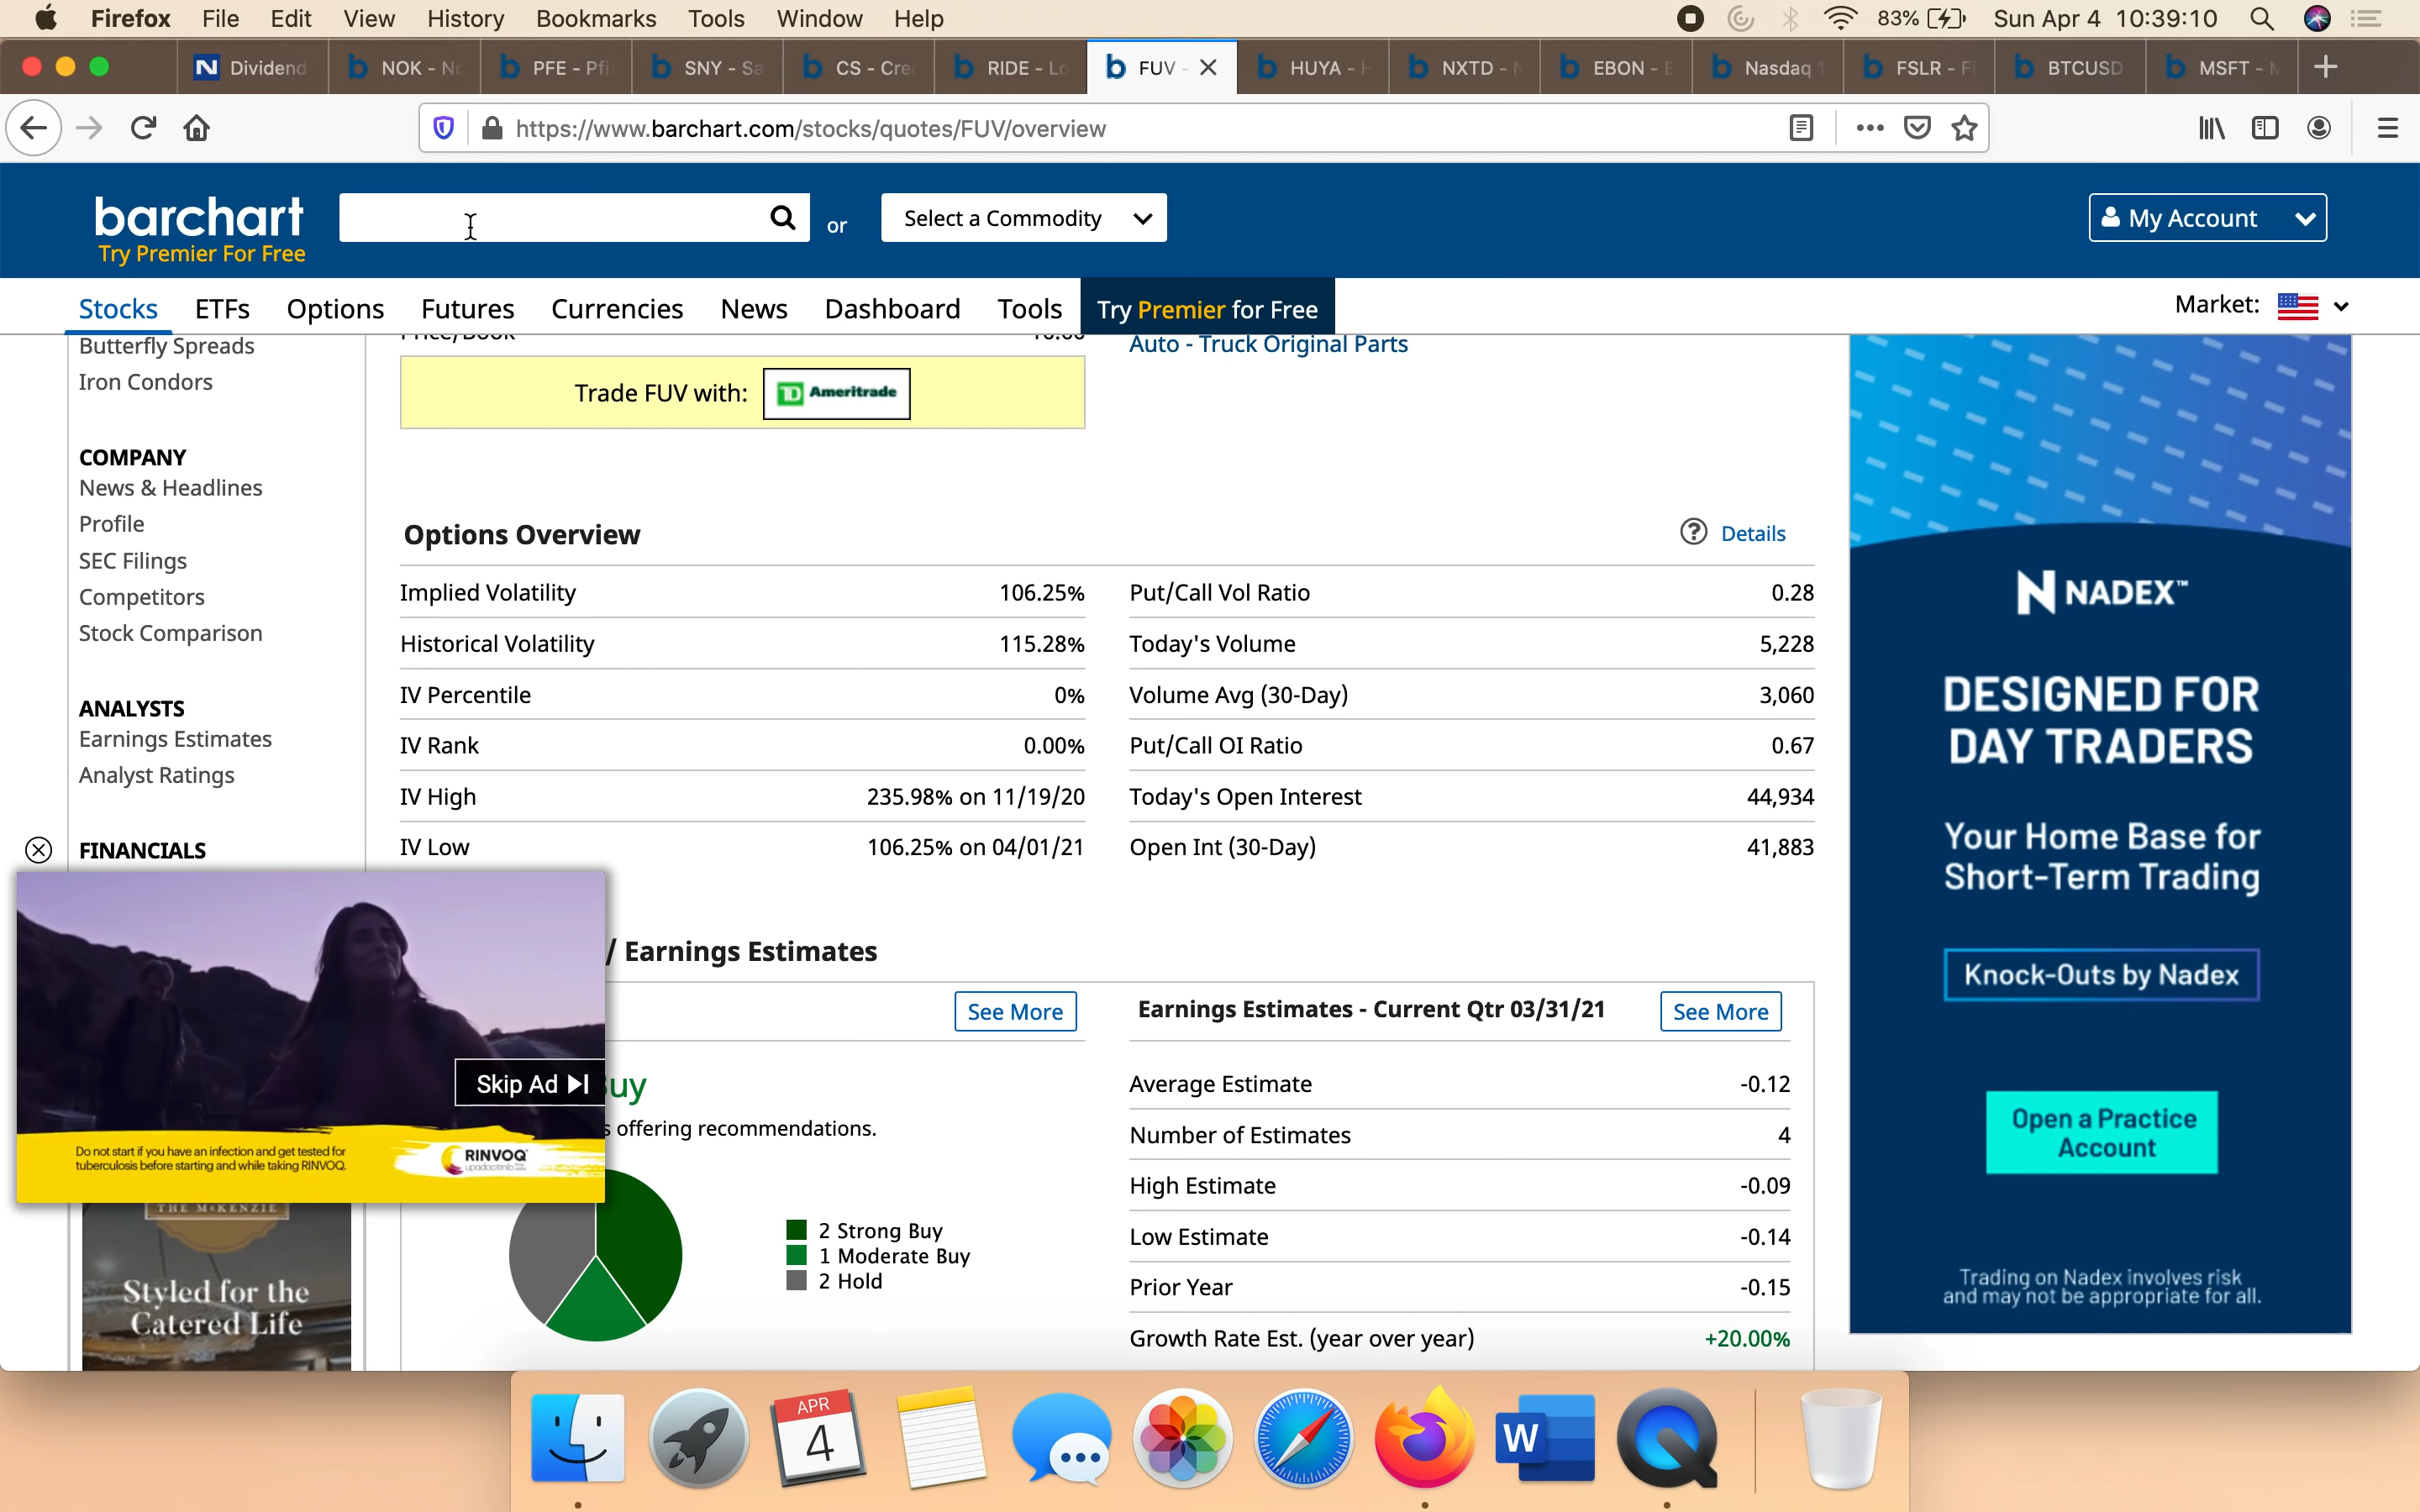 Firefox File Edit View History Bookmarks Tools Window Help 83% Sun Apr 4 10:39:10
Dividend NOK - PFE - Pfi SNY - Sa CS - Cre RIDE - Lo FUV - HUYA - NXTD - EBON - Nasdaq FSLR - F BTCUSD MSFT -
https://www.barchart.com/stocks/quotes/FUV/overview
barchart
Try Premier For Free
or
Select a Commodity
My Account
Stocks ETFs Options Futures Currencies News Dashboard Tools Try Premier for Free Market:
Butterfly Spreads
Iron Condors
COMPANY
News & Headlines
Profile
SEC Filings
Competitors
Stock Comparison
ANALYSTS
Earnings Estimates
Analyst Ratings
FINANCIALS
Price/Book
Auto - Truck Original Parts
Trade FUV with: TD Ameritrade
Options Overview
? Details
Implied Volatility 106.25% Put/Call Vol Ratio 0.28
Historical Volatility 115.28% Today's Volume 5,228
IV Percentile 0% Volume Avg (30-Day) 3,060
IV Rank 0.00% Put/Call OI Ratio 0.67
IV High 235.98% on 11/19/20 Today's Open Interest 44,934
IV Low 106.25% on 04/01/21 Open Int (30-Day) 41,883
/ Earnings Estimates
See More
Earnings Estimates - Current Qtr 03/31/21 See More
uy
s offering recommendations.
2 Strong Buy
1 Moderate Buy
2 Hold
Average Estimate -0.12
Number of Estimates 4
High Estimate -0.09
Low Estimate -0.14
Prior Year -0.15
Growth Rate Est. (year over year) +20.00%
Skip Ad
Do not start if you have an infection and get tested for
tuberculosis before starting and while taking RINVOQ.
RINVOQ
upadacitinib
THE McKENZIE
Styled for the
Catered Life
NADEX™
DESIGNED FOR
DAY TRADERS
Your Home Base for
Short-Term Trading
Knock-Outs by Nadex
Open a Practice
Account
Trading on Nadex involves risk
and may not be appropriate for all.
APR
4
W